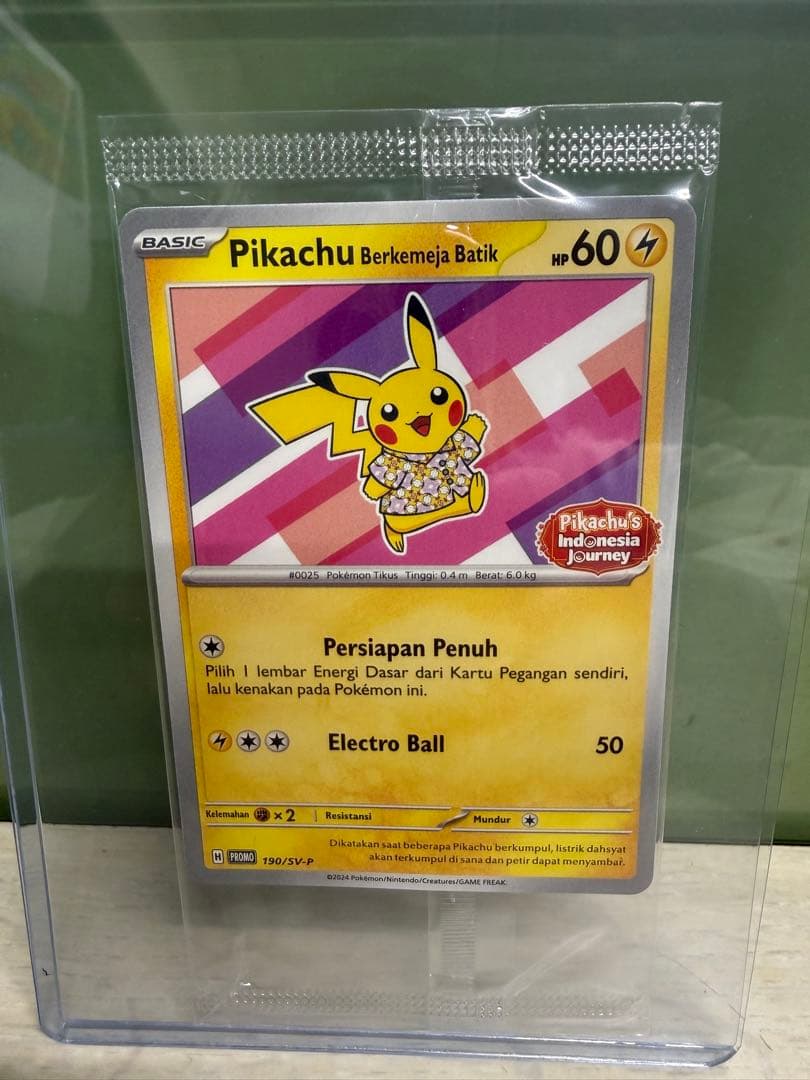 BASIC Pikachu Berkemeja Batik HP 60
Pikachu's
Indonesia
Journey
#0025 Pokémon Tikus Tinggi: 0.4 m Berat: 6.0 kg
Persiapan Penuh
Pilih 1 lembar Energi Dasar dari Kartu Pegangan sendiri,
lalu kenakan pada Pokémon ini.
Electro Ball 50
Kelemahan ×2 Resistansi Mundur
Dikatakan saat beberapa Pikachu berkumpul, listrik dahsyat
akan terkumpul di sana dan petir dapat menyambar.
H PROMO 190/SV-P
©2024 Pokémon/Nintendo/Creatures/GAME FREAK